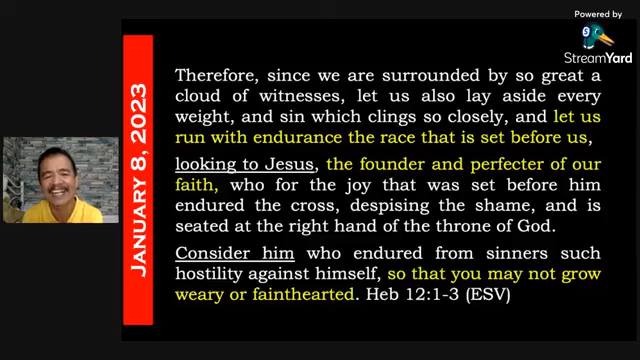 Powered by
StreamYard
JANUARY 8, 2023
Therefore, since we are surrounded by so great a
cloud of witnesses, let us also lay aside every
weight, and sin which clings so closely, and let us
run with endurance the race that is set before us,
looking to Jesus, the founder and perfecter of our
faith, who for the joy that was set before him
endured the cross, despising the shame, and is
seated at the right hand of the throne of God.
Consider him who endured from sinners such
hostility against himself, so that you may not grow
weary or fainthearted. Heb 12:1-3 (ESV)